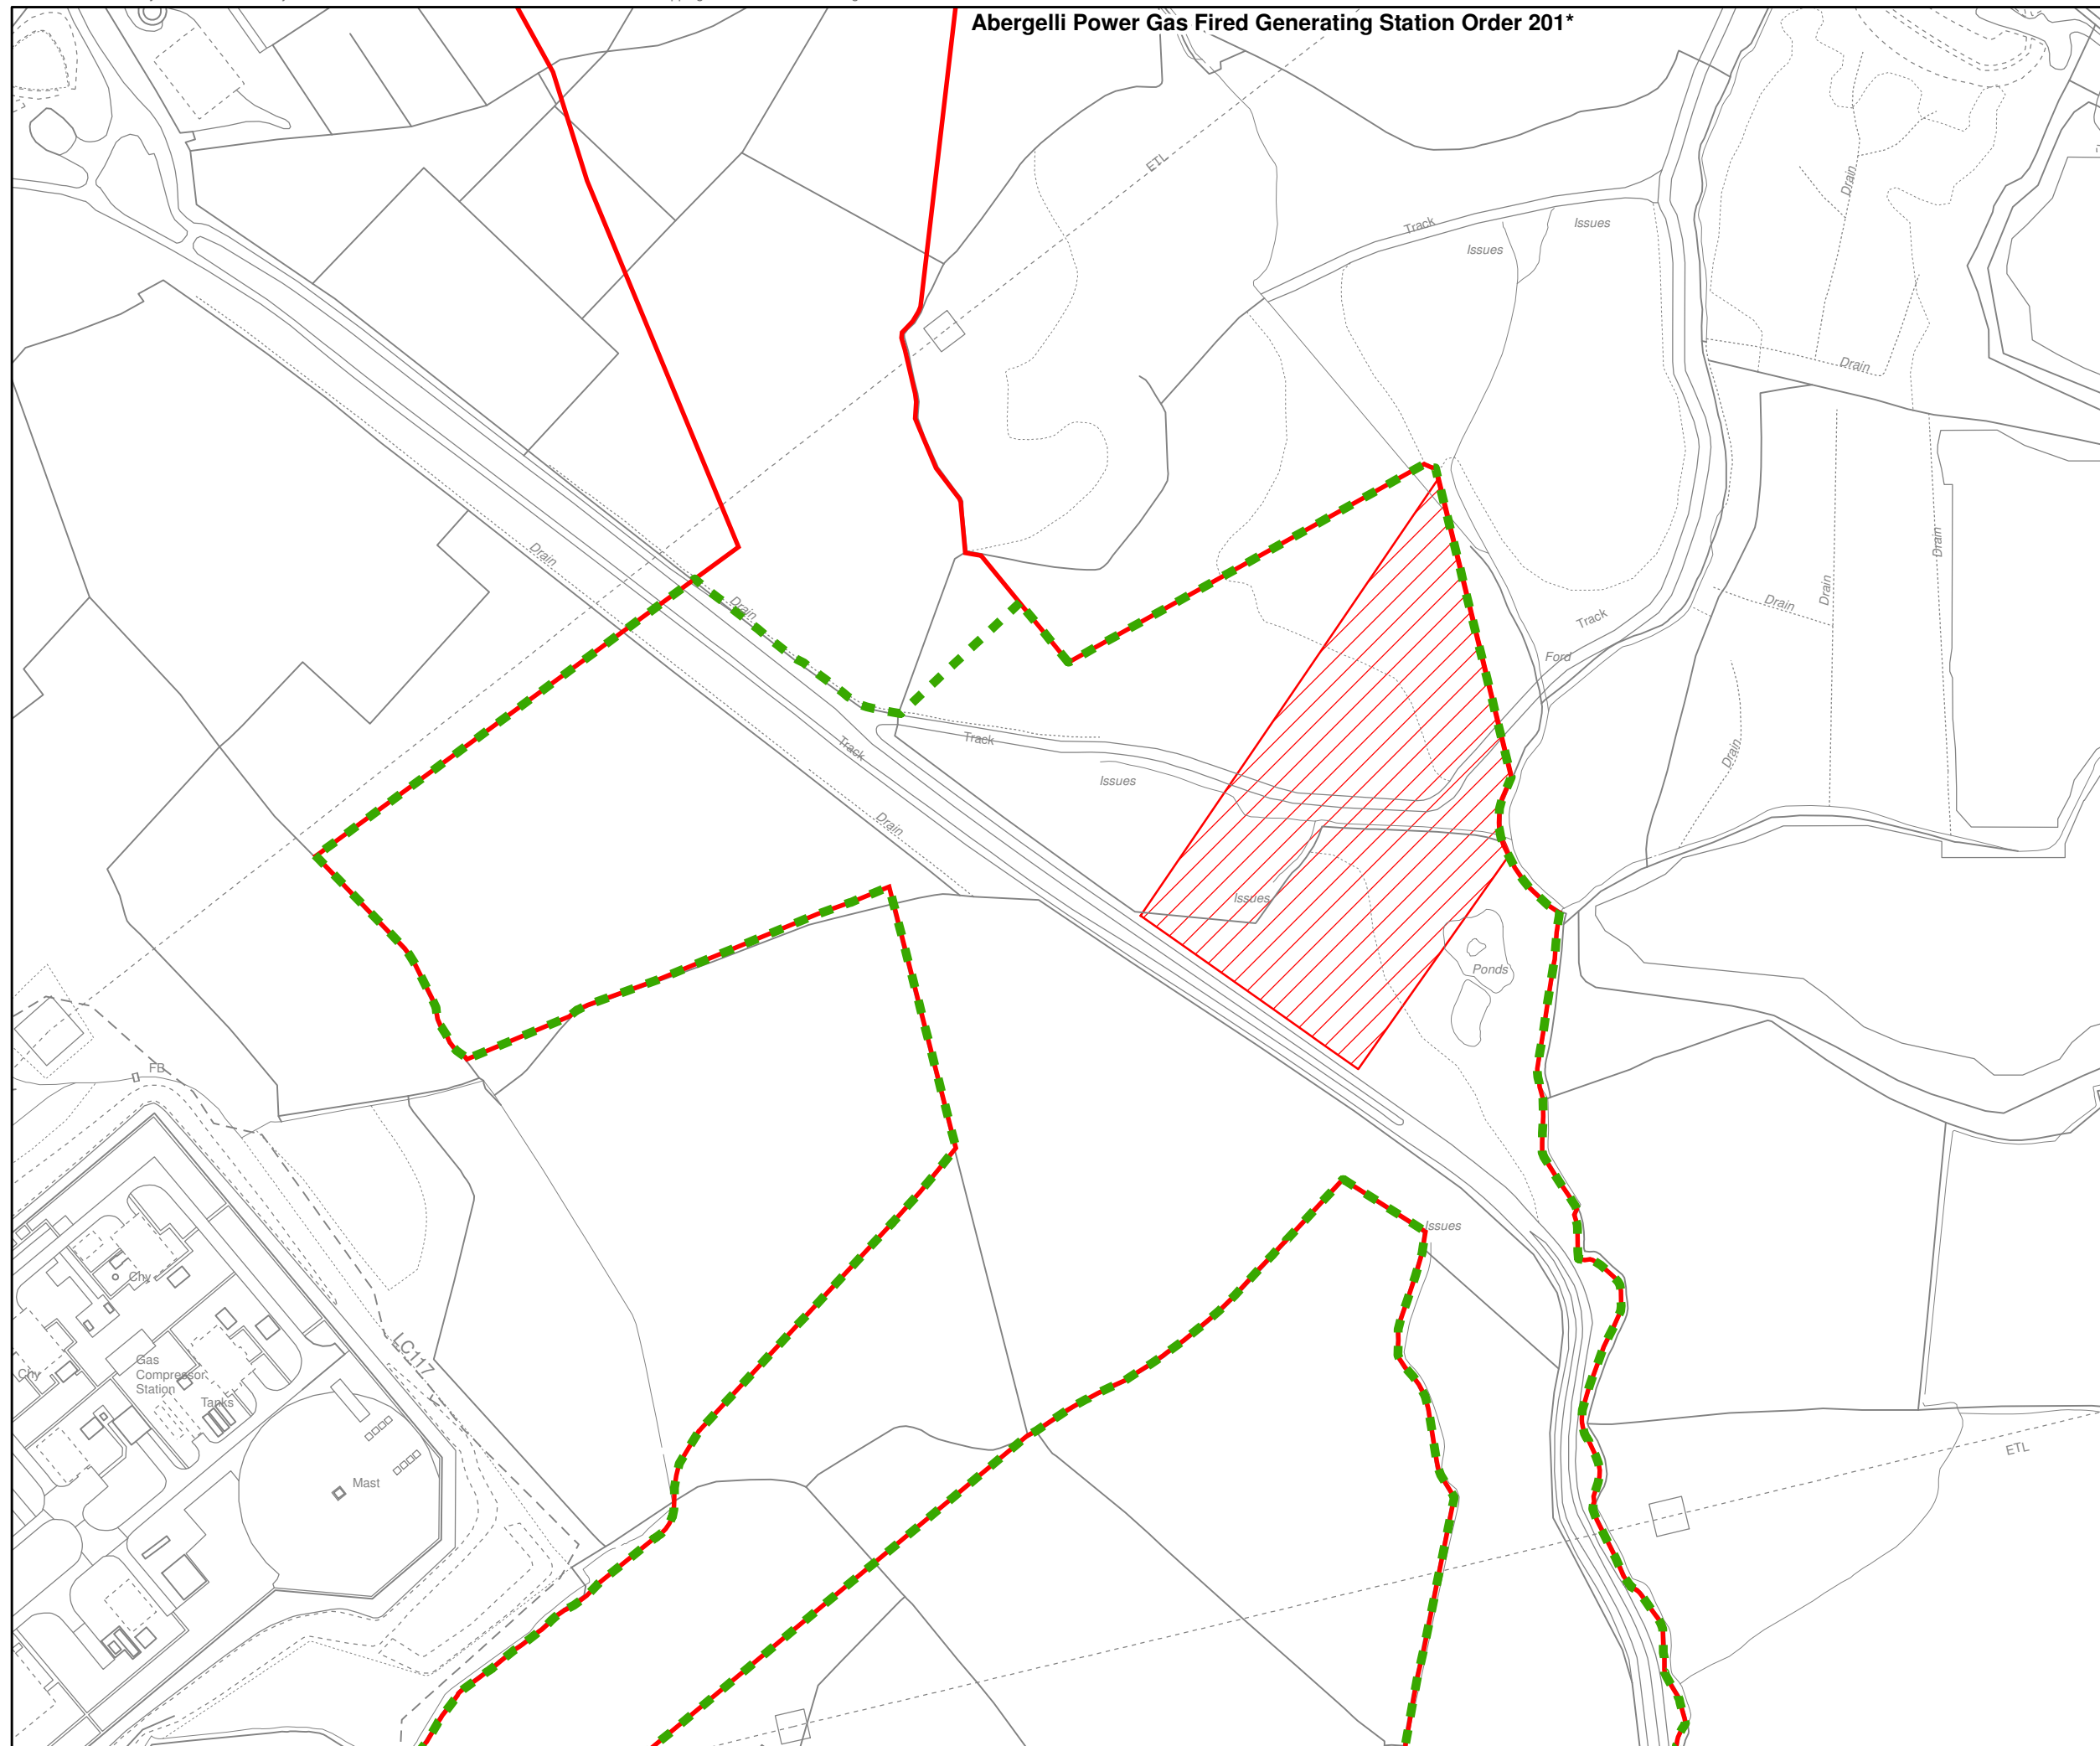 Abergelli Power Gas Fired Generating Station Order 201*
ETL
Drain
Track
Issues
Issues
Drain
Drain
Drain
Drain
Drain
Drain
Track
Ford
Drain
Track
Track
Issues
Drain
Drain
Issues
Ponds
FB
Issues
Chy
LC117
Gas
Compressor
Station
Chy
Tanks
ETL
Mast